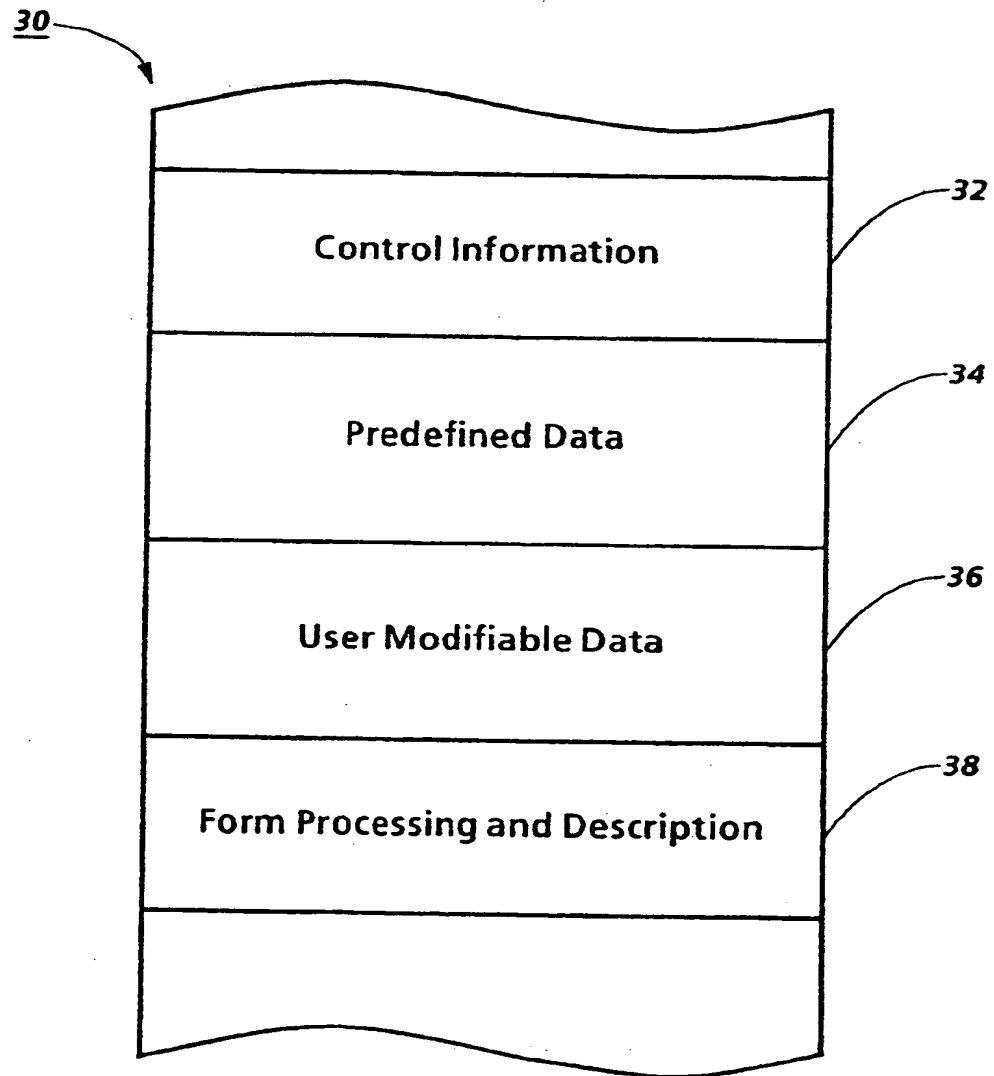 30
Control Information
32
Predefined Data
34
User Modifiable Data
36
Form Processing and Description
38